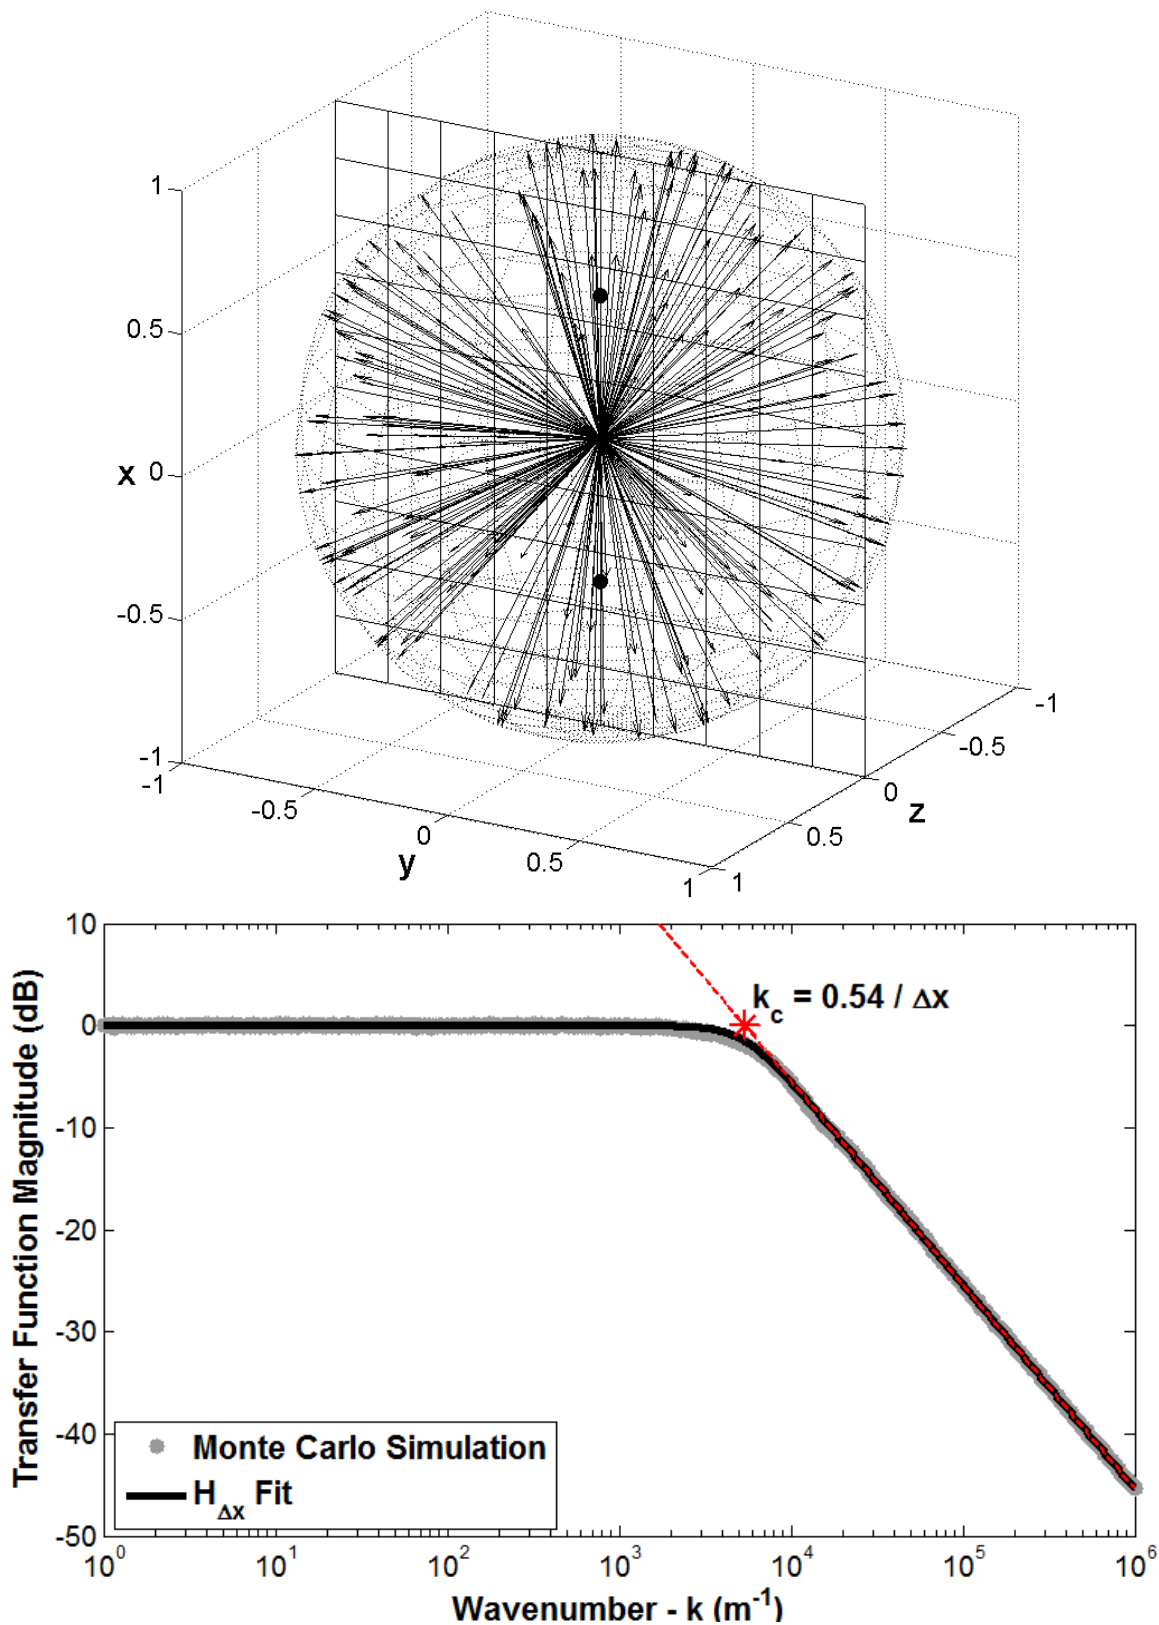 1
0.5
x 0
-0.5
-1
-1
-0.5
0
y
0.5
1
1
0.5
0
z
-0.5
-1
10
k_c = 0.54 / Δx
0
-10
-20
-30
-40
-50
Transfer Function Magnitude (dB)
Monte Carlo Simulation
H_Δx Fit
10^0 10^1 10^2 10^3 10^4 10^5 10^6
Wavenumber - k (m^-1)